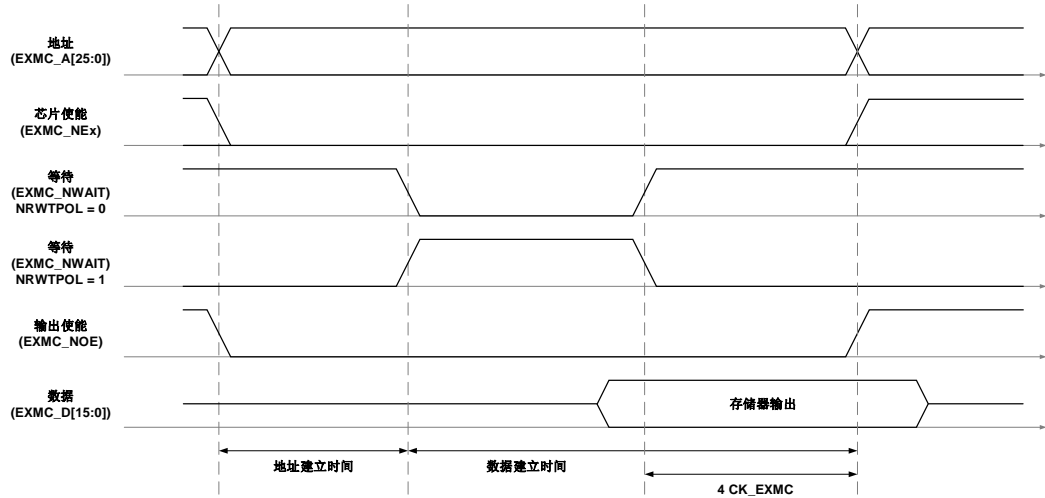 地址
(EXMC_A[25:0])
芯片使能
(EXMC_NEx)
等待
(EXMC_NWAIT)
NRWTPOL = 0
等待
(EXMC_NWAIT)
NRWTPOL = 1
输出使能
(EXMC_NOE)
数据
(EXMC_D[15:0])
存储器输出
地址建立时间
数据建立时间
4 CK_EXMC